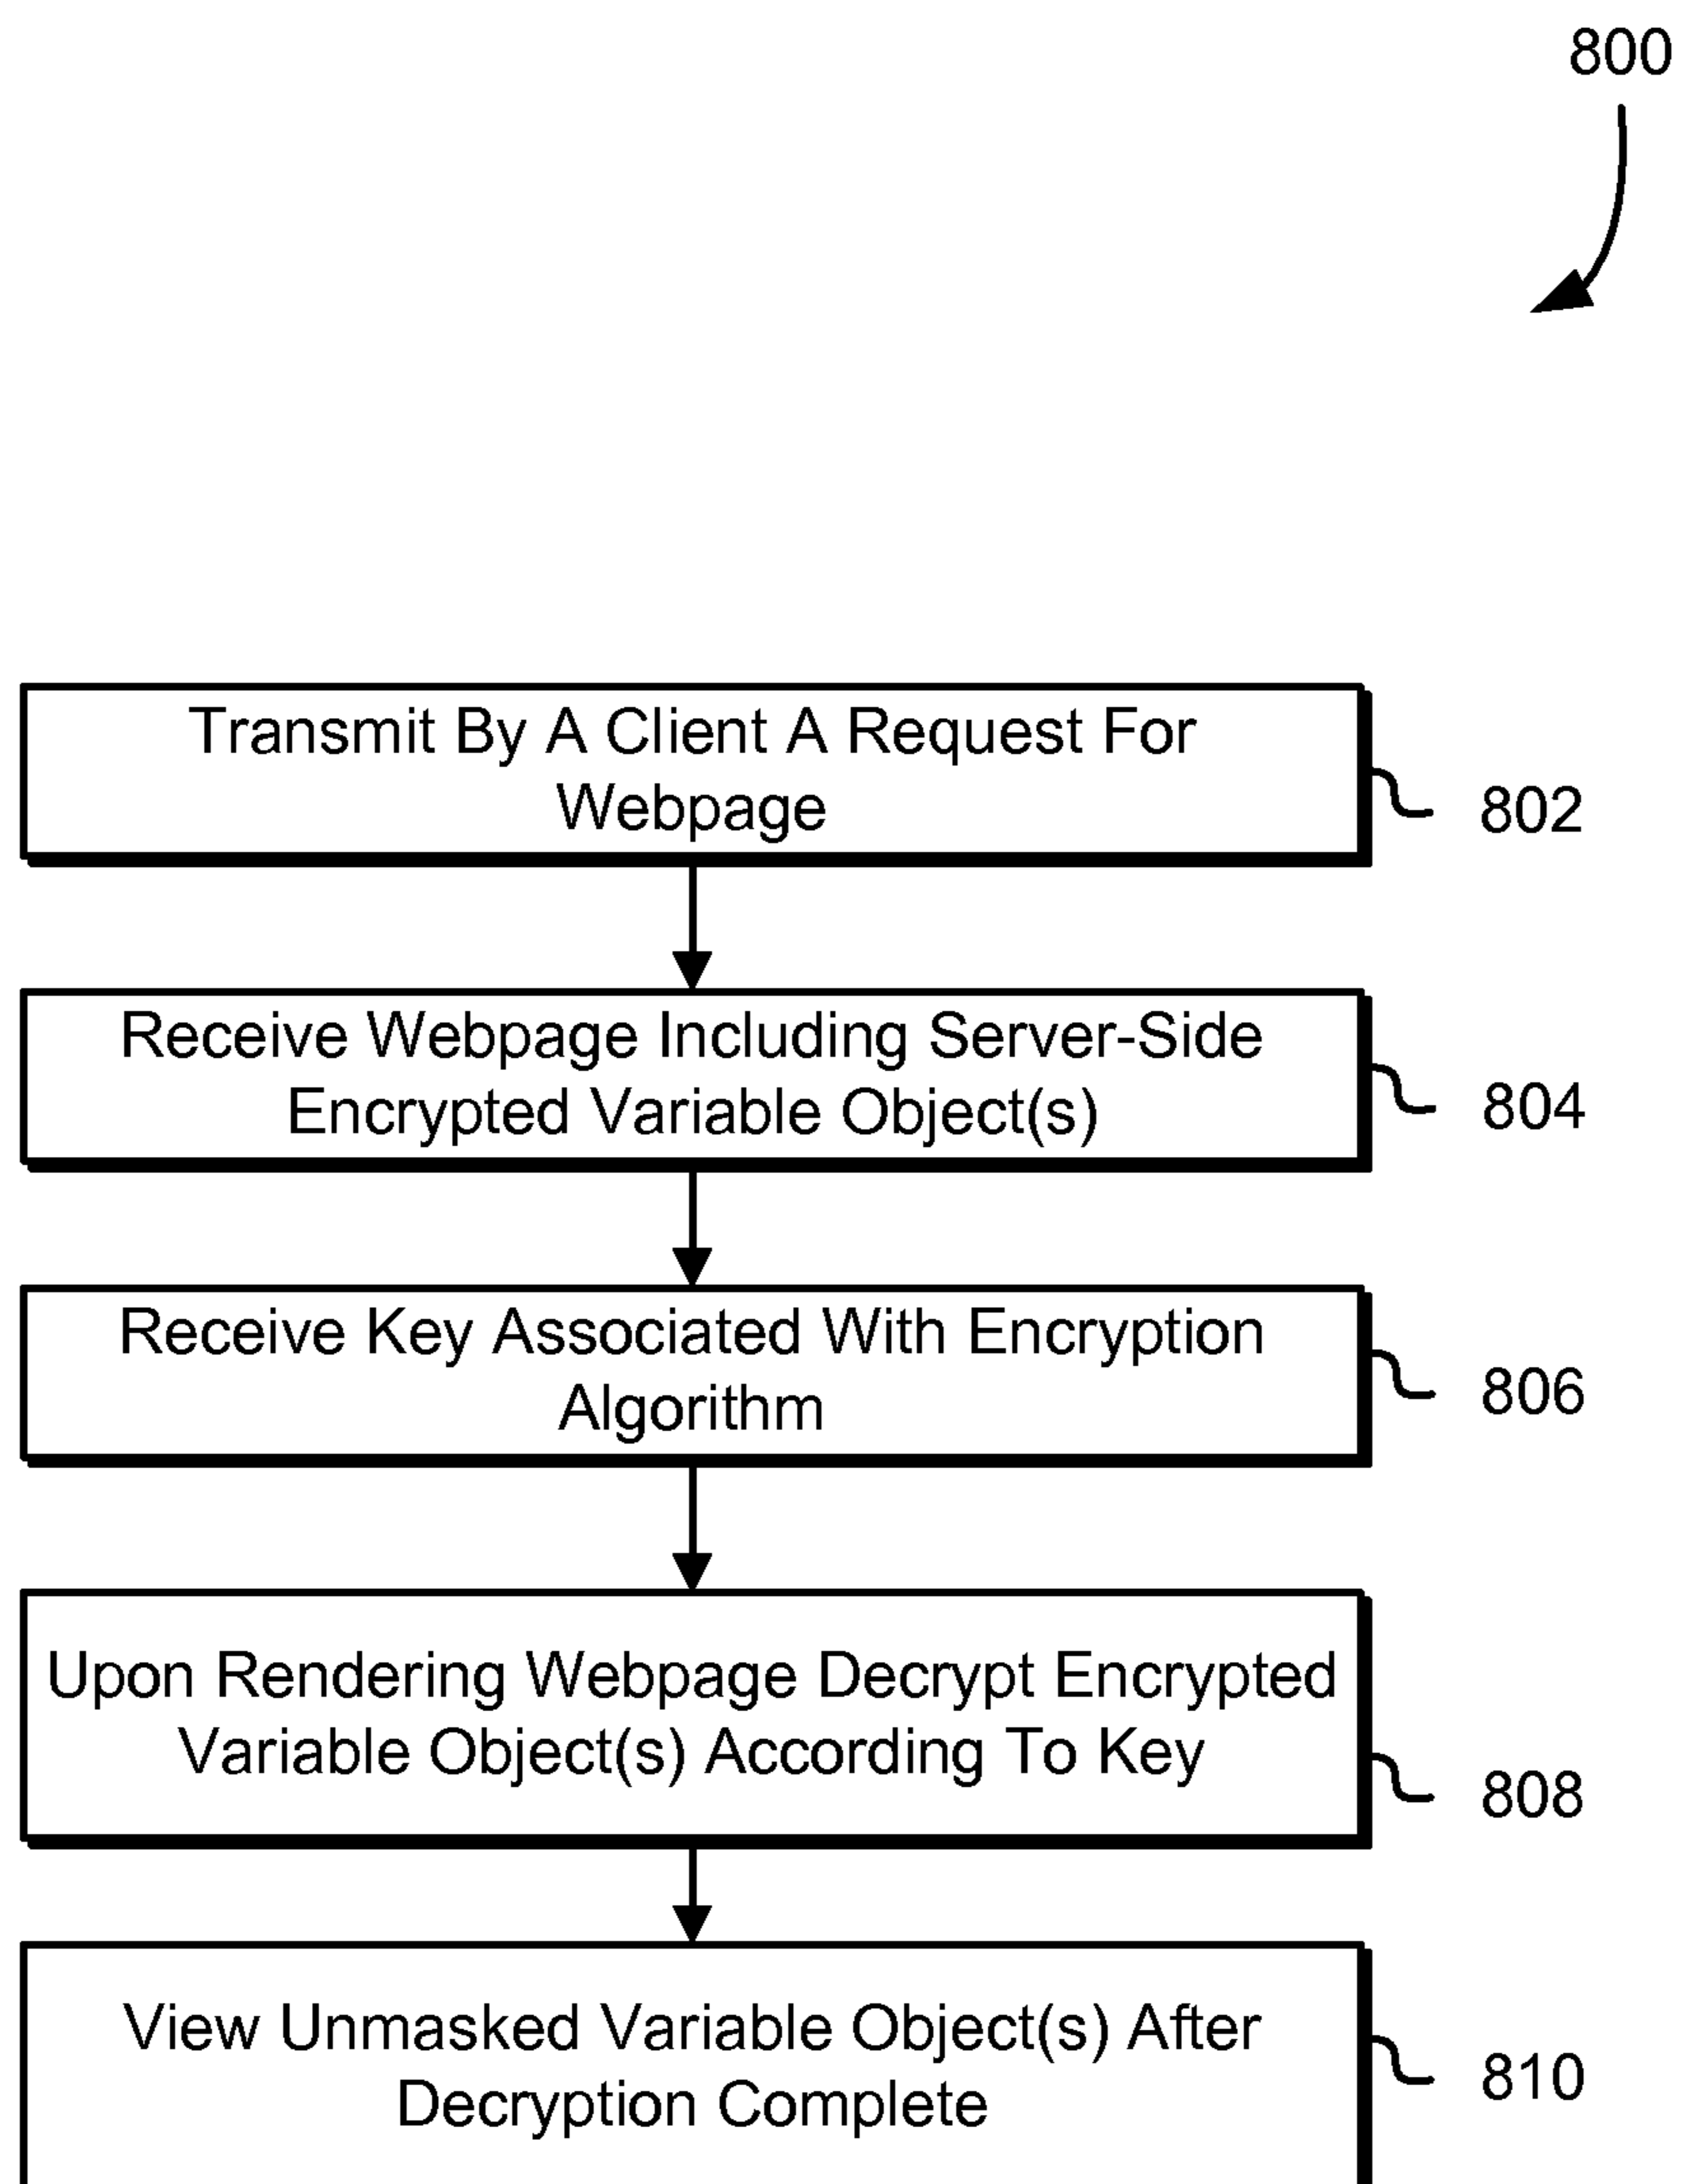 800
Transmit By A Client A Request For
Webpage
802
Receive Webpage Including Server-Side
Encrypted Variable Object(s)
804
Receive Key Associated With Encryption
Algorithm
806
Upon Rendering Webpage Decrypt Encrypted
Variable Object(s) According To Key
808
View Unmasked Variable Object(s) After
Decryption Complete
810